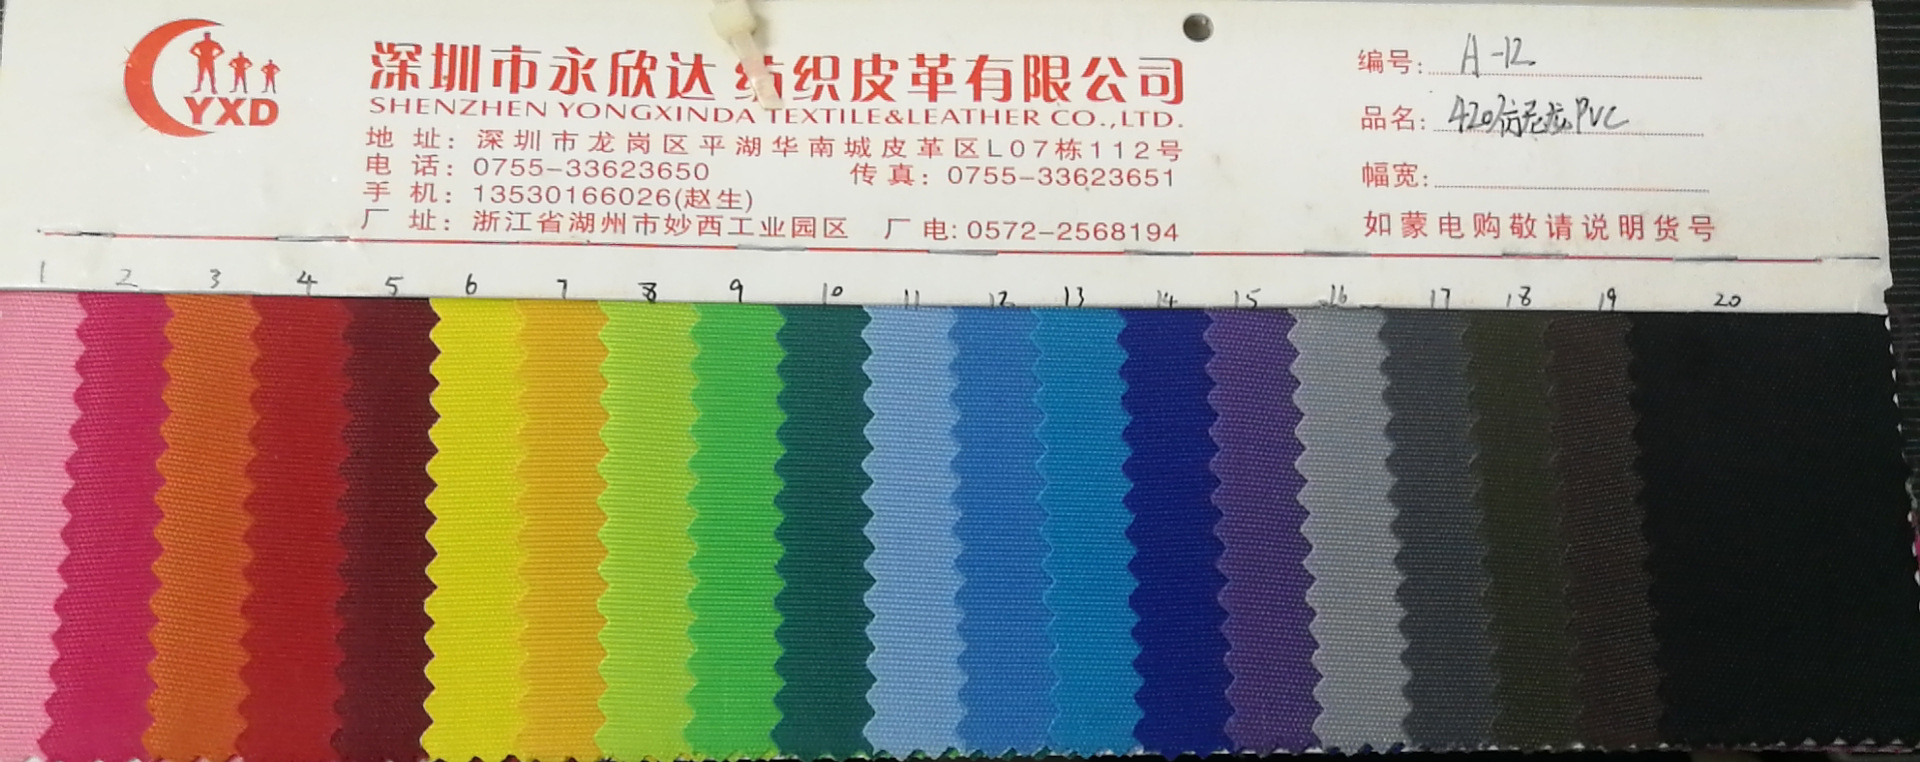 YXD
深圳市永欣达纺织皮革有限公司
SHENZHEN YONGXINDA TEXTILE&LEATHER CO.,LTD.
地 址：深圳市龙岗区平湖华南城皮革区L07栋112号
电 话：0755-33623650 传真：0755-33623651
手 机：13530166026(赵生)
厂 址：浙江省湖州市妙西工业园区 厂电:0572-2568194
编号: A-12
品名: 420仿尼龙PVC
幅宽:
如蒙电购敬请说明货号
1 2 3 4 5 6 7 8 9 10 11 12 13 14 15 16 17 18 19 20